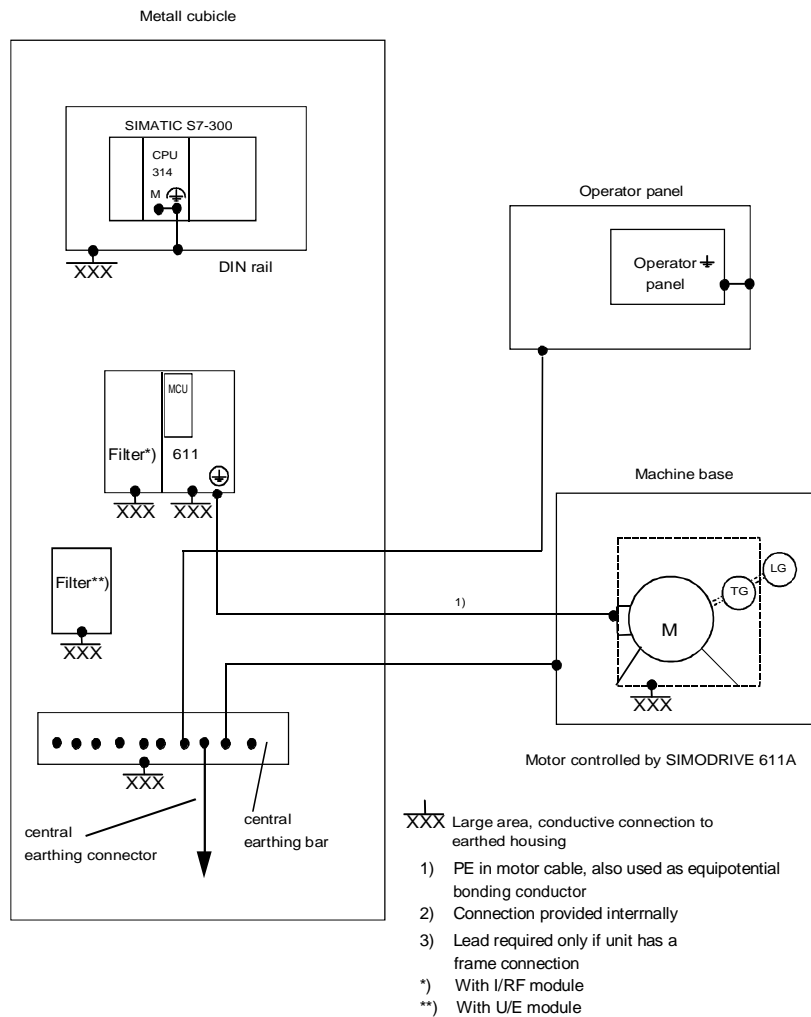 Metall cubicle
SIMATIC S7-300
CPU
314
M
DIN rail
XXX
Operator panel
Operator
panel
MCU
Filter*)
611
XXX
XXX
Machine base
Filter**)
XXX
1)
LG
TG
M
XXX
XXX
Motor controlled by SIMODRIVE 611A
central
earthing connector
central
earthing bar
XXX Large area, conductive connection to
earthed housing
1) PE in motor cable, also used as equipotential
bonding conductor
2) Connection provided interrnally
3) Lead required only if unit has a
frame connection
*) With I/RF module
**) With U/E module